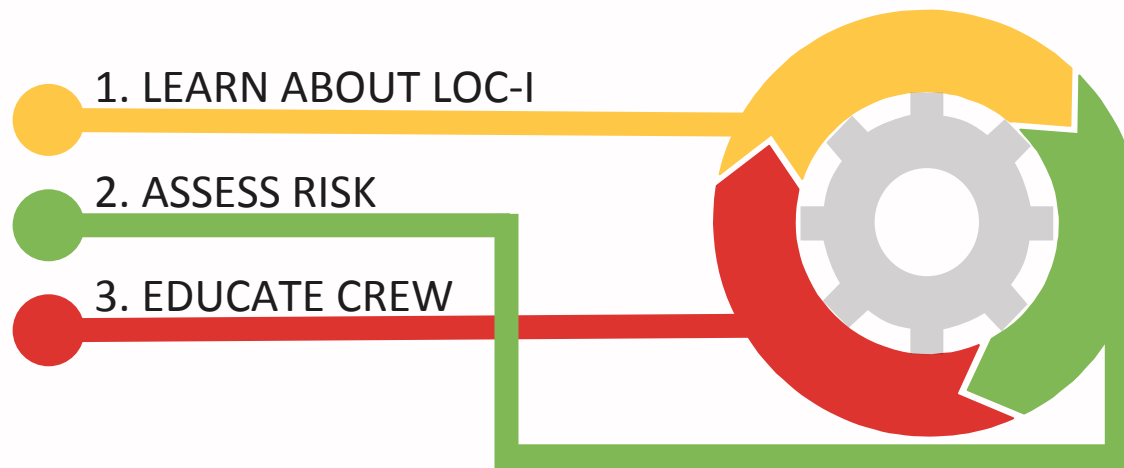 1. LEARN ABOUT LOC-I
2. ASSESS RISK
3. EDUCATE CREW